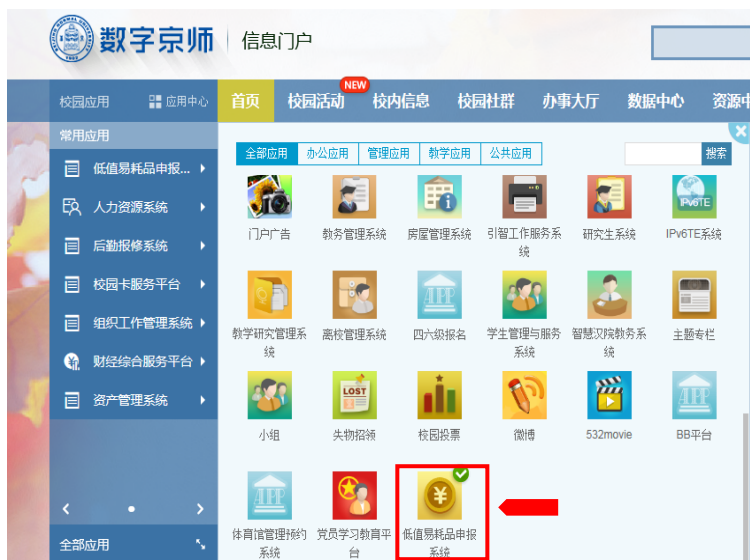 数字京师 信息门户
校园应用 应用中心 首页 校园活动 NEW 校内信息 校园社群 办事大厅 数据中心
常用应用
低值易耗品申报...
人力资源系统
后勤报修系统
校园卡服务平台
组织工作管理系统
财经综合服务平台
资产管理系统
全部应用
全部应用 办公应用 管理应用 教学应用 公共应用 搜索
IPv6TE
门户广告 教务管理系统 房屋管理系统 引智工作服务系 研究生系统 IPv6TE系统
统
APP
教学研究管理系 离校管理系统 四六级报名 学生管理与服务 智慧汉院教务系 主题专栏
统 系统 统
LOST APP
小组 失物招领 校园投票 微博 532movie BB平台
APP
体育馆管理预约 党员学习教育平 低值易耗品申报
系统 台 系统